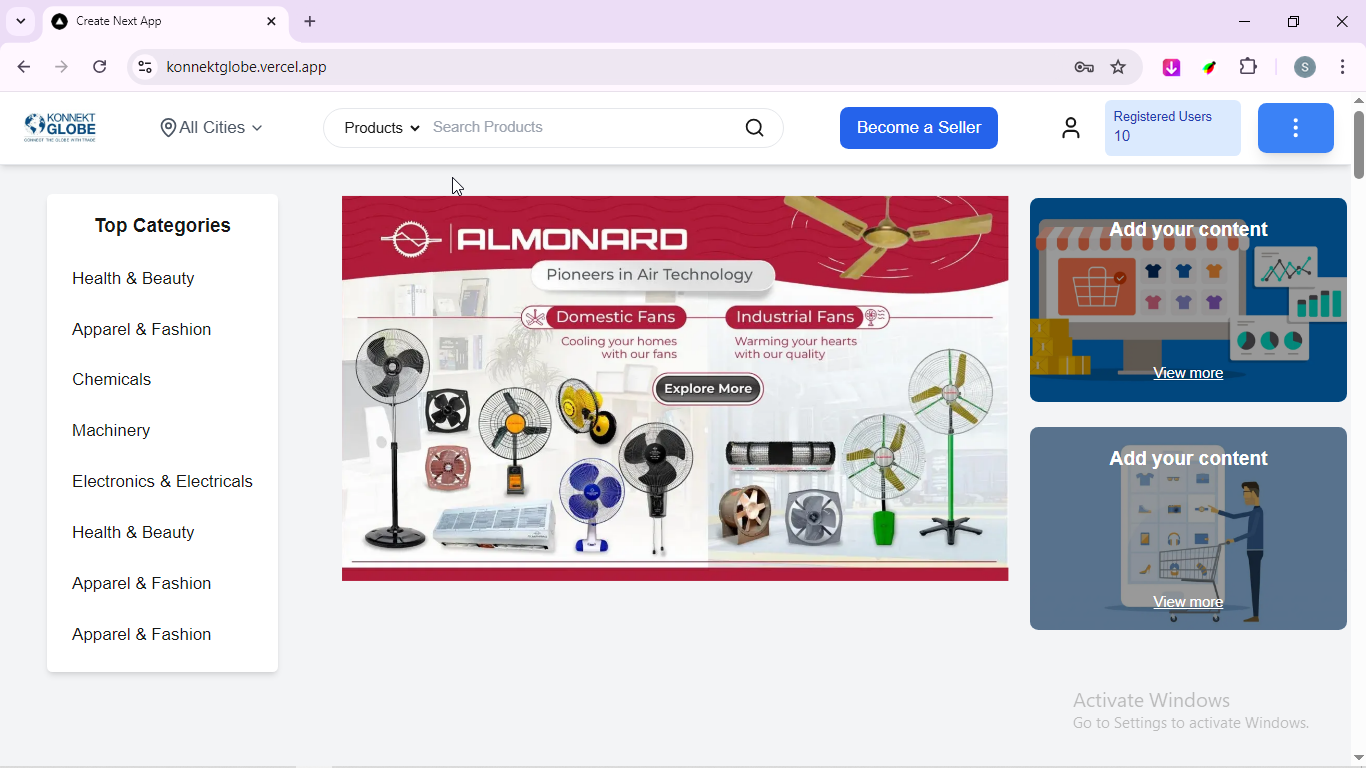 Create Next App
konnektglobe.vercel.app
S
KONNEKT
GLOBE
CONNECT THE GLOBE WITH TRADE
All Cities
Products
Search Products
Become a Seller
Registered Users
10
Top Categories
Health & Beauty
Apparel & Fashion
Chemicals
Machinery
Electronics & Electricals
Health & Beauty
Apparel & Fashion
Apparel & Fashion
ALMONARD
Pioneers in Air Technology
Domestic Fans
Cooling your homes
with our fans
Industrial Fans
Warming your hearts
with our quality
Explore More
Add your content
View more
Add your content
View more
Activate Windows
Go to Settings to activate Windows.